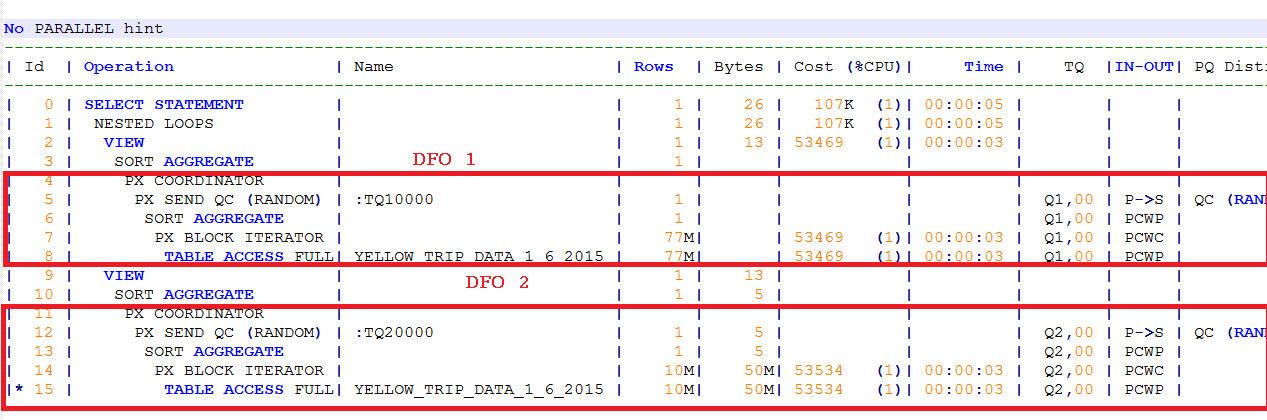 No PARALLEL hint
| Id | Operation | Name | Rows | Bytes | Cost (%CPU)| Time | TQ |IN-OUT| PQ Distri
| 0 | SELECT STATEMENT | | 1 | 26 | 107K (1)| 00:00:05 | | | |
| 1 | NESTED LOOPS | | 1 | 26 | 107K (1)| 00:00:05 | | | |
| 2 | VIEW | | 1 | 13 | 53469 (1)| 00:00:03 | | | |
| 3 | SORT AGGREGATE | DFO 1 | 1 | | | | | | |
| 4 | PX COORDINATOR | | | | | | | | |
| 5 | PX SEND QC (RANDOM) | :TQ10000 | 1 | | | | Q1,00 | P->S | QC (RAN
| 6 | SORT AGGREGATE | | 1 | | | | Q1,00 | PCWP |
| 7 | PX BLOCK ITERATOR | | 77M| | 53469 (1)| 00:00:03 | Q1,00 | PCWC |
| 8 | TABLE ACCESS FULL| YELLOW_TRIP_DATA_1_6_2015 | 77M| | 53469 (1)| 00:00:03 | Q1,00 | PCWP |
| 9 | VIEW | | 1 | 13 | | | | | |
| 10 | SORT AGGREGATE | DFO 2 | 1 | 5 | | | | | |
| 11 | PX COORDINATOR | | | | | | | | |
| 12 | PX SEND QC (RANDOM) | :TQ20000 | 1 | 5 | | | Q2,00 | P->S | QC (RAN
| 13 | SORT AGGREGATE | | 1 | 5 | | | Q2,00 | PCWP |
| 14 | PX BLOCK ITERATOR | | 10M| 50M| 53534 (1)| 00:00:03 | Q2,00 | PCWC |
|* 15 | TABLE ACCESS FULL| YELLOW_TRIP_DATA_1_6_2015 | 10M| 50M| 53534 (1)| 00:00:03 | Q2,00 | PCWP |